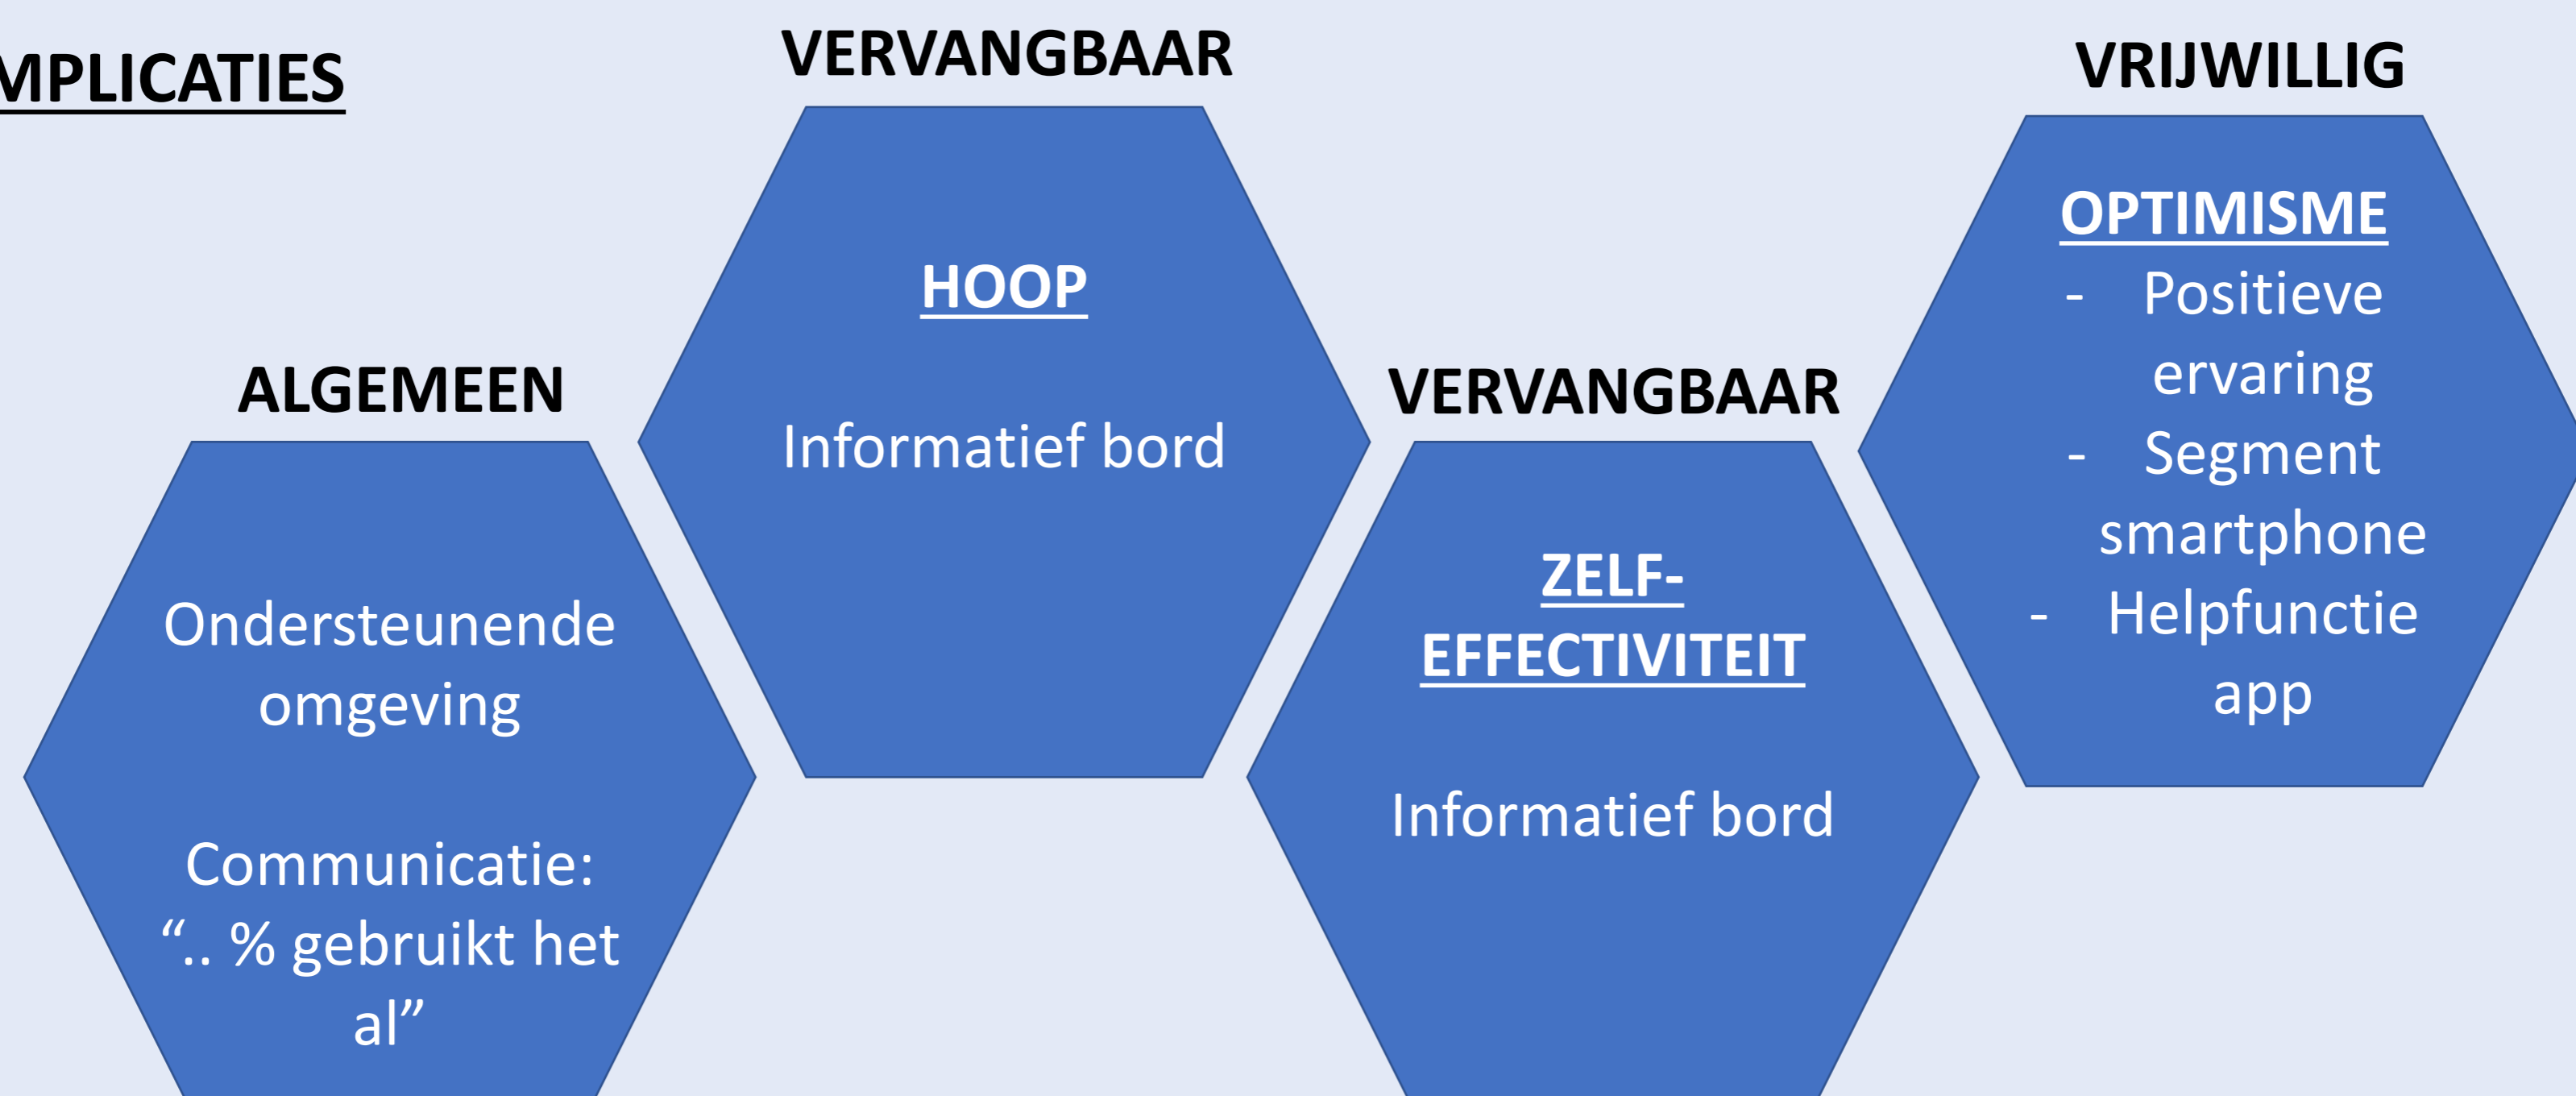 MPLICATIES
ALGEMEEN
Ondersteunende
omgeving
Communicatie:
“.. % gebruikt het
al”
VERVANGBAAR
HOOP
Informatief bord
VERVANGBAAR
ZELF-
EFFECTIVITEIT
Informatief bord
VRIJWILLIG
OPTIMISME
- Positieve
ervaring
- Segment
smartphone
- Helpfunctie
app